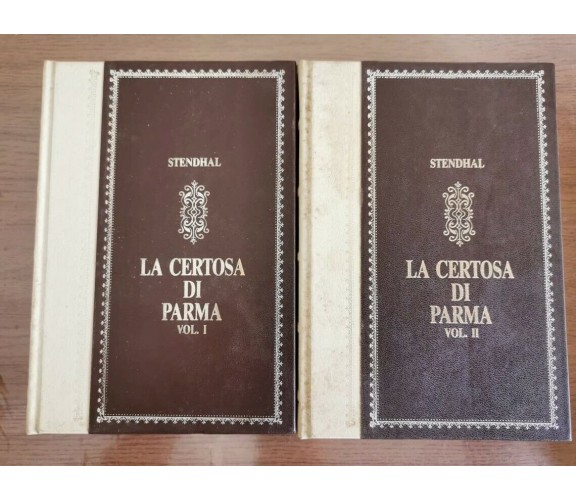 STENDHAL
LA CERTOSA
DI
PARMA
VOL. I
STENDHAL
LA CERTOSA
DI
PARMA
VOL. II